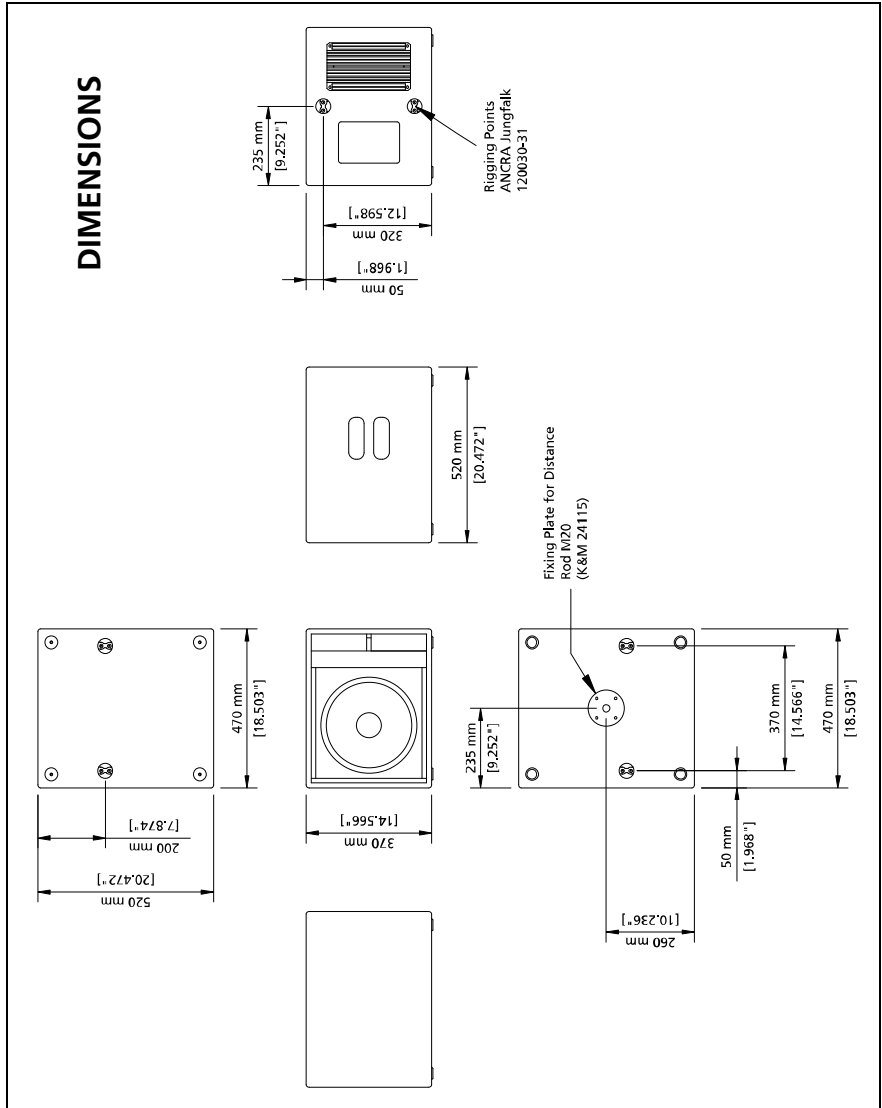 DIMENSIONS
235 mm
[9.252"]
Rigging Points
ANCRA Jungfalk
120030-31
320 mm
[12.598"]
50 mm
[1.968"]
520 mm
[20.472"]
Fixing Plate for Distance
Rod M20
(K&M 24115)
470 mm
[18.503"]
200 mm
[7.874"]
520 mm
[20.472"]
370 mm
[14.566"]
235 mm
[9.252"]
370 mm
[14.566"]
470 mm
[18.503"]
50 mm
[1.968"]
260 mm
[10.236"]